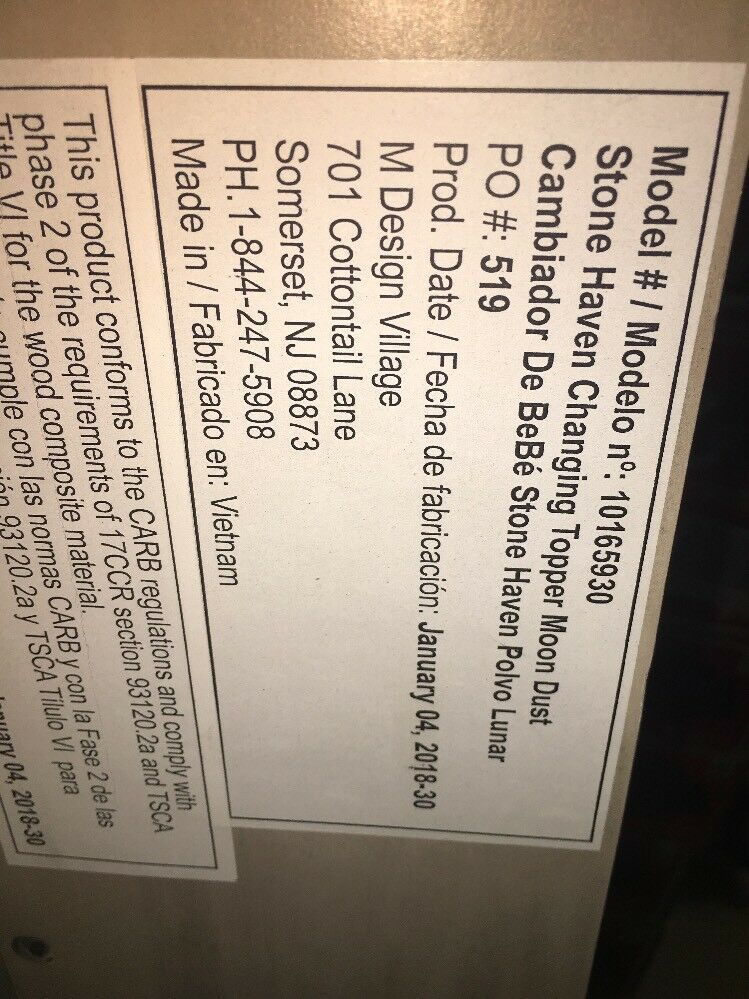 Model # / Modelo nº: 10165930
Stone Haven Changing Topper Moon Dust
Cambiador De BeBé Stone Haven Polvo Lunar
PO #: 519
Prod. Date / Fecha de fabricación: January 04, 2018-30
M Design Village
701 Cottontail Lane
Somerset, NJ 08873
PH.1-844-247-5908
Made in / Fabricado en: Vietnam
This product conforms to the CARB regulations and comply with
phase 2 of the requirements of 17CCR section 93120.2a and TSCA
Title VI for the wood composite material.
cumple con las normas CARB y con la Fase 2 de las
93120.2a y TSCA Titulo VI para
January 04, 2018-30